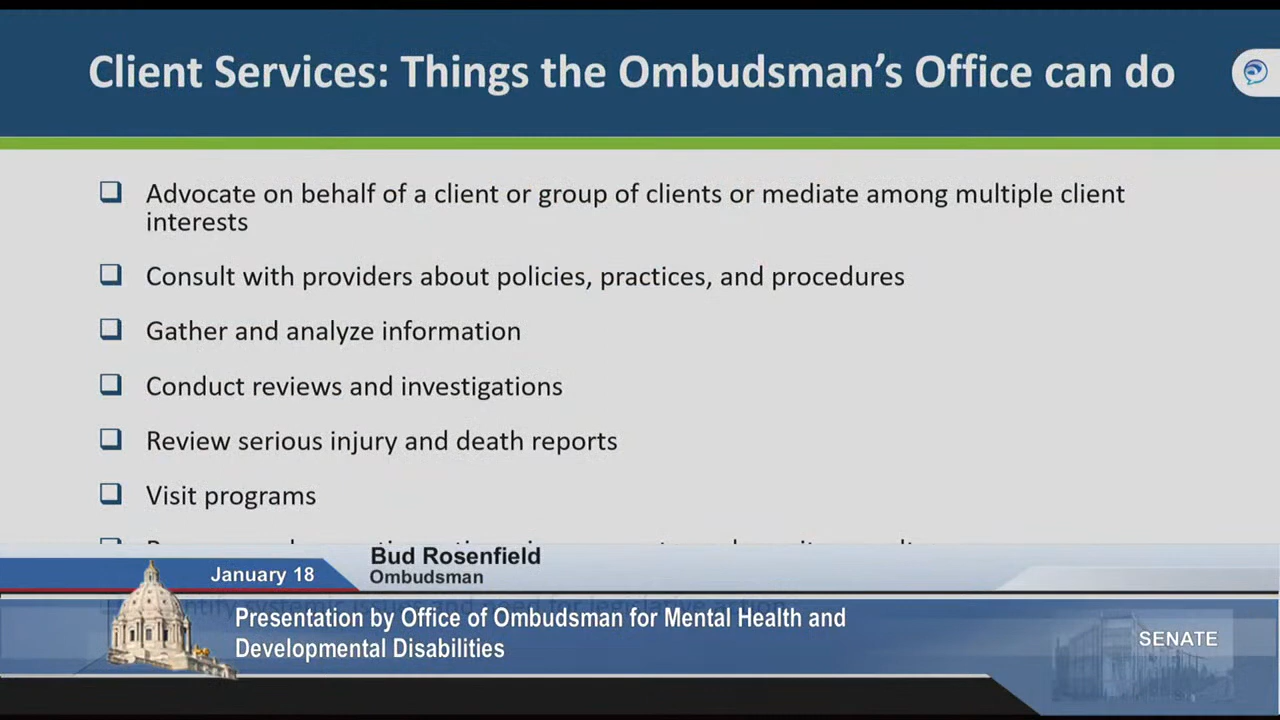 Client Services: Things the Ombudsman's Office can do
❑ Advocate on behalf of a client or group of clients or mediate among multiple client
interests
❑ Consult with providers about policies, practices, and procedures
❑ Gather and analyze information
❑ Conduct reviews and investigations
❑ Review serious injury and death reports
❑ Visit programs
Bud Rosenfield
January 18
Ombudsman
Presentation by Office of Ombudsman for Mental Health and
Developmental Disabilities
SENATE